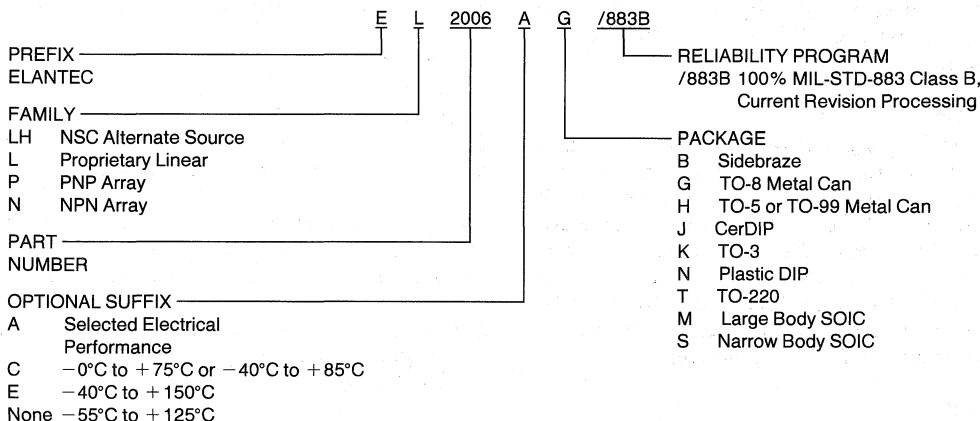 E L 2006 A G /883B
PREFIX
ELANTEC
FAMILY
LH NSC Alternate Source
L Proprietary Linear
P PNP Array
N NPN Array
PART
NUMBER
OPTIONAL SUFFIX
A Selected Electrical
Performance
C −0°C to +75°C or −40°C to +85°C
E −40°C to +150°C
None −55°C to +125°C
RELIABILITY PROGRAM
/883B 100% MIL-STD-883 Class B,
Current Revision Processing
PACKAGE
B Sidebraze
G TO-8 Metal Can
H TO-5 or TO-99 Metal Can
J CerDIP
K TO-3
N Plastic DIP
T TO-220
M Large Body SOIC
S Narrow Body SOIC